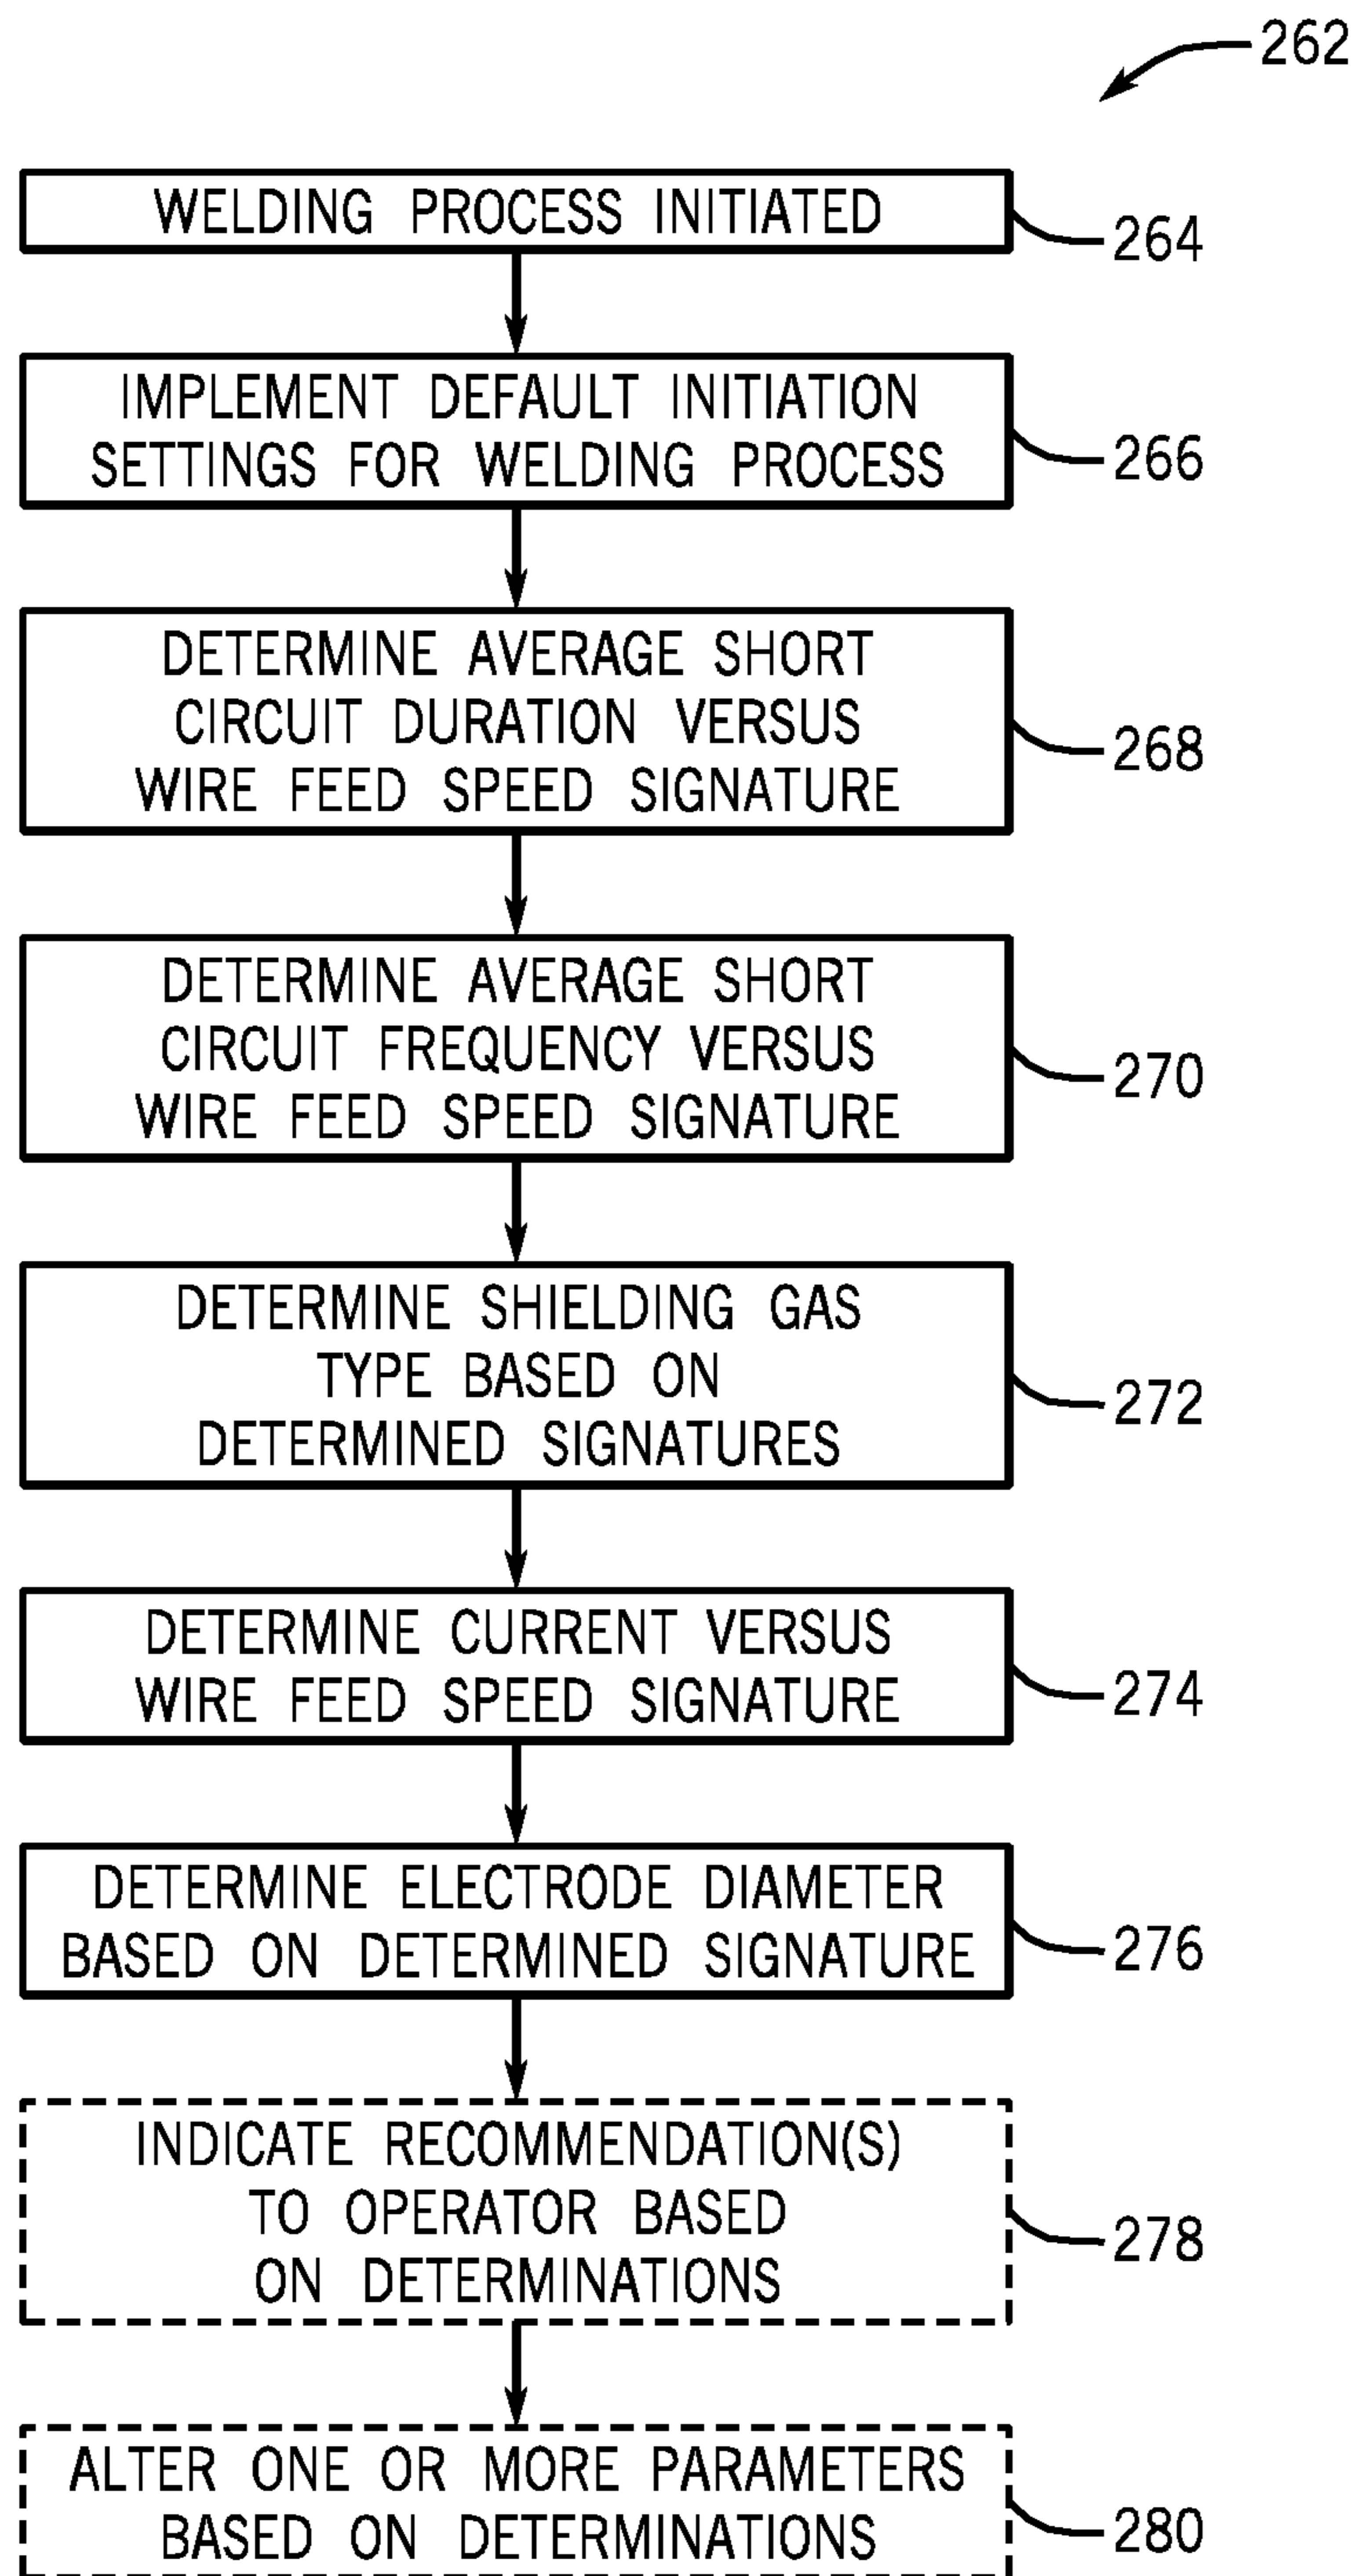 262
WELDING PROCESS INITIATED
264
IMPLEMENT DEFAULT INITIATION
SETTINGS FOR WELDING PROCESS
266
DETERMINE AVERAGE SHORT
CIRCUIT DURATION VERSUS
WIRE FEED SPEED SIGNATURE
268
DETERMINE AVERAGE SHORT
CIRCUIT FREQUENCY VERSUS
WIRE FEED SPEED SIGNATURE
270
DETERMINE SHIELDING GAS
TYPE BASED ON
DETERMINED SIGNATURES
272
DETERMINE CURRENT VERSUS
WIRE FEED SPEED SIGNATURE
274
DETERMINE ELECTRODE DIAMETER
BASED ON DETERMINED SIGNATURE
276
INDICATE RECOMMENDATION(S)
TO OPERATOR BASED
ON DETERMINATIONS
278
ALTER ONE OR MORE PARAMETERS
BASED ON DETERMINATIONS
280